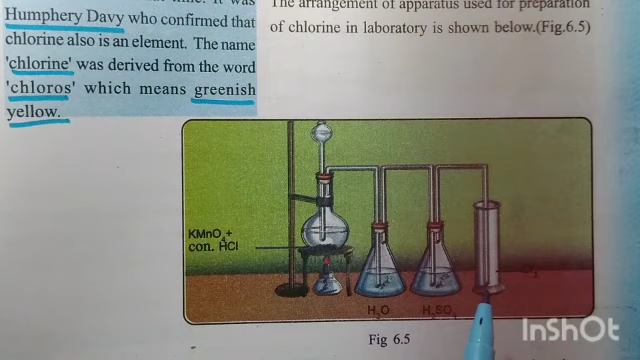 time. It was
Humphery Davy who confirmed that
chlorine also is an element. The name
'chlorine' was derived from the word
'chloros' which means greenish
yellow.
The arrangement of apparatus used for preparation
of chlorine in laboratory is shown below.(Fig.6.5)
KMnO4+
con. HCl
H2O
H2SO4
Cl2
Fig 6.5
InShOt